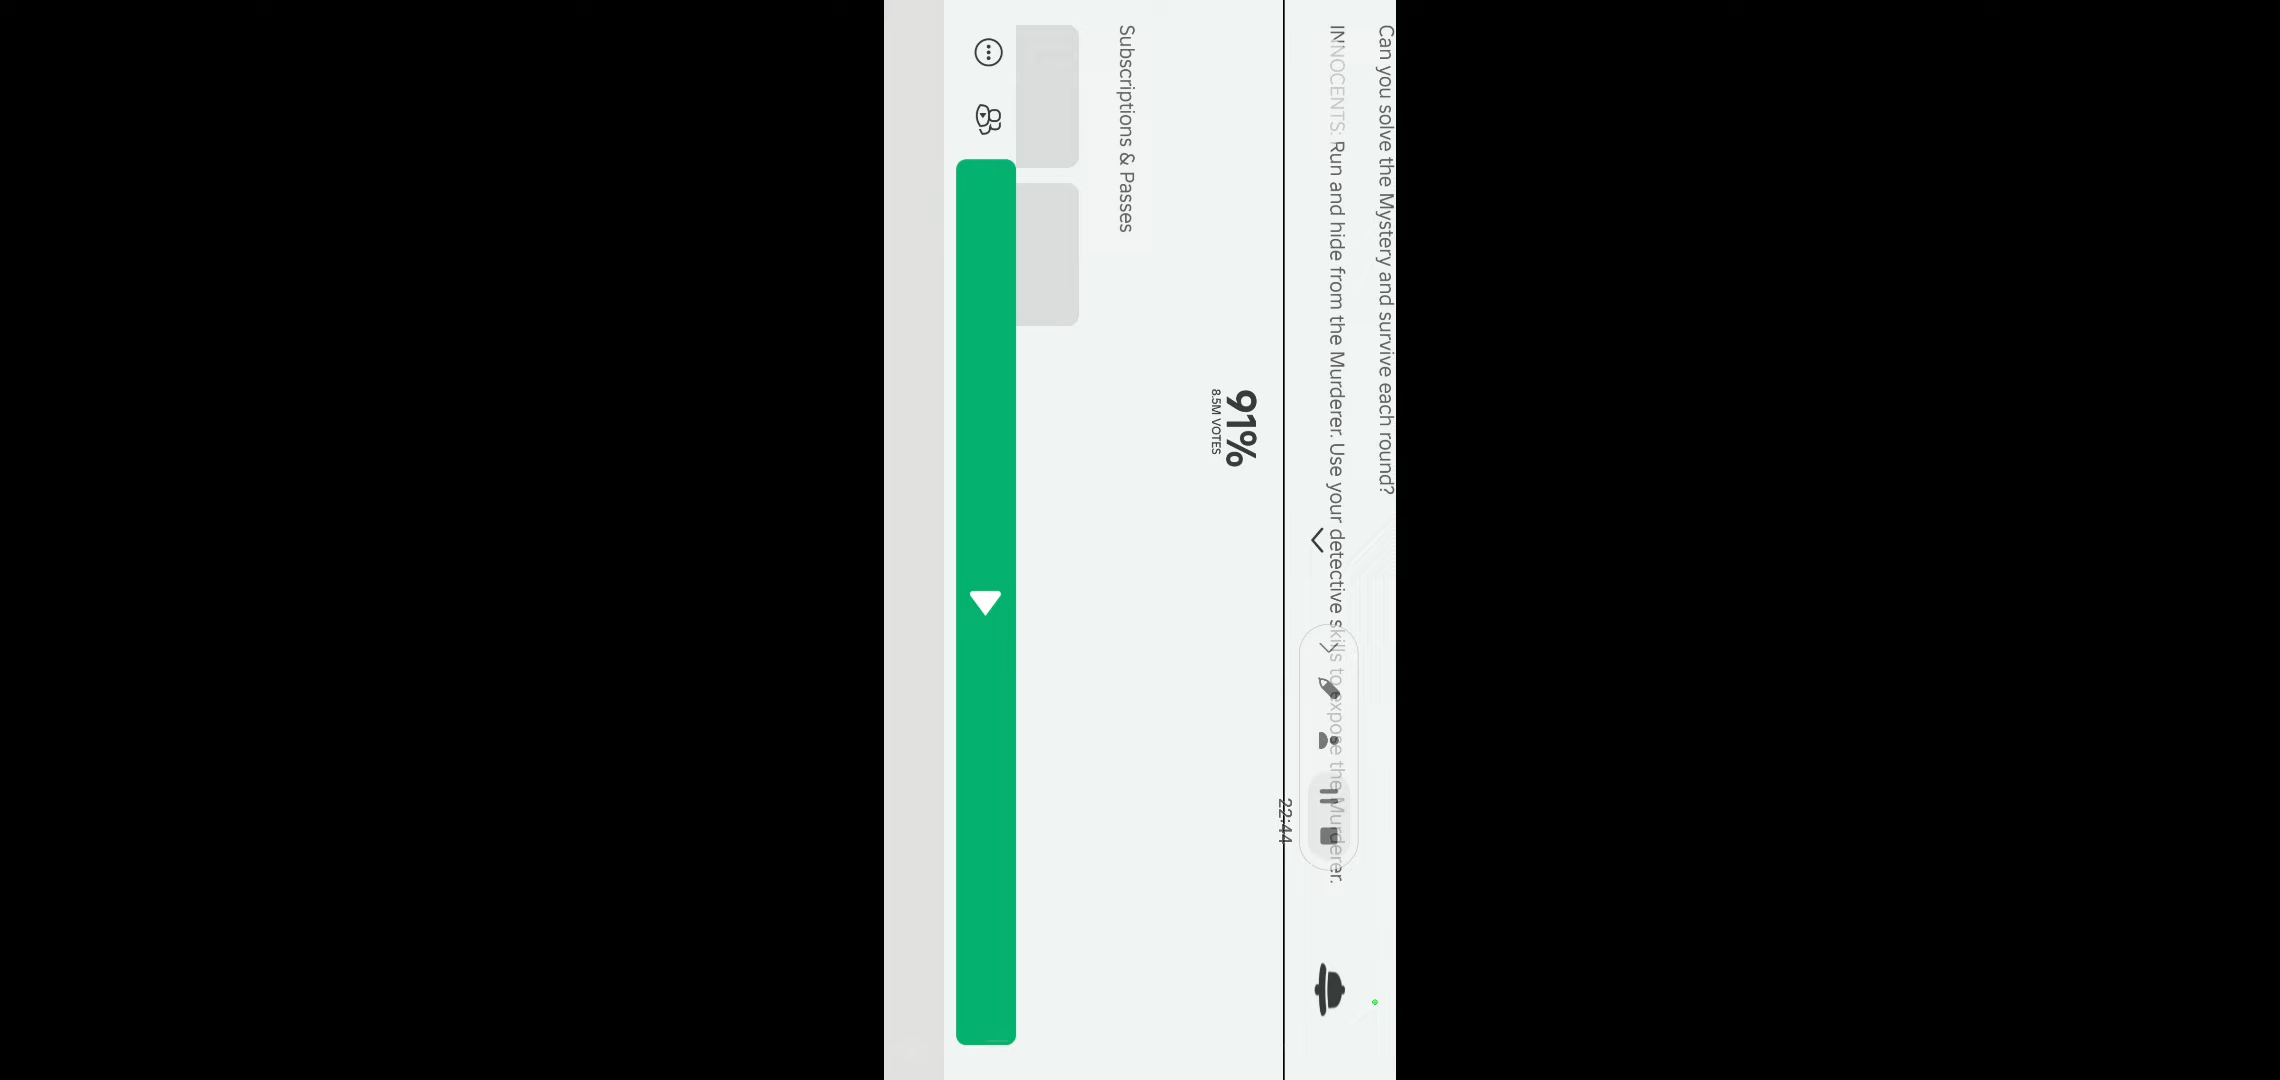 Can you solve the Mystery and survive each round?
INNOCENTS: Run and hide from the Murderer. Use your detective skills to expose the Murderer.
22:44
91%
8.5M VOTES
Subscriptions & Passes